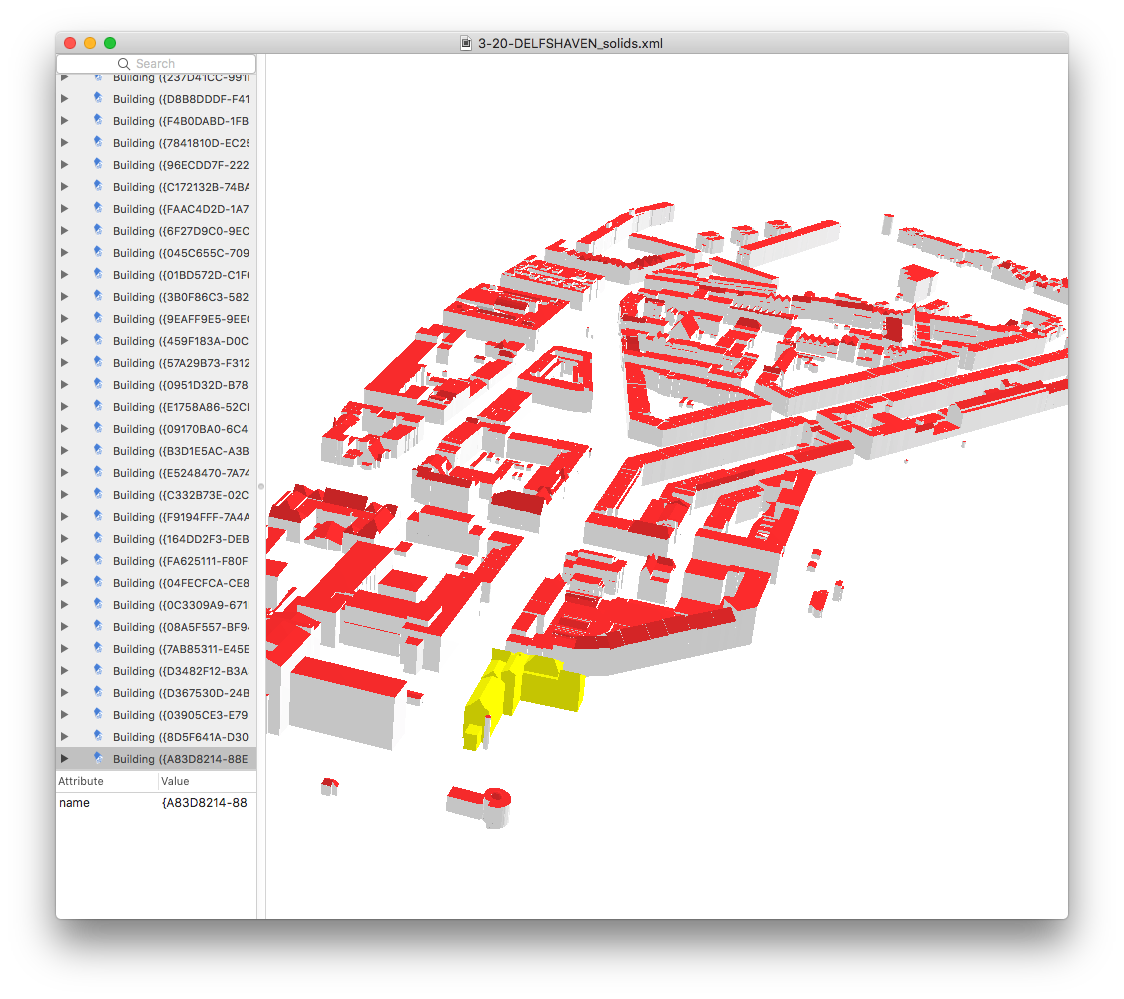 3-20-DELFSHAVEN_solids.xml
Search
Building ({237D41CC-991
Building ({D8B8DDDF-F41
Building ({F4B0DABD-1FB
Building ({7841810D-EC25
Building ({96ECDD7F-222
Building ({C172132B-74BA
Building ({FAAC4D2D-1A7
Building ({6F27D9C0-9EC
Building ({045C655C-709
Building ({01BD572D-C1F
Building ({3B0F86C3-582
Building ({9EAFF9E5-9EE
Building ({459F183A-D0C
Building ({57A29B73-F312
Building ({0951D32D-B78
Building ({E1758A86-52C
Building ({09170BA0-6C4
Building ({B3D1E5AC-A3B
Building ({E5248470-7A74
Building ({C332B73E-02C
Building ({F9194FFF-7A4A
Building ({164DD2F3-DEB
Building ({FA625111-F80F
Building ({04FECFCA-CE8
Building ({0C3309A9-671
Building ({08A5F557-BF9
Building ({7AB85311-E45E
Building ({D3482F12-B3A
Building ({D367530D-24B
Building ({03905CE3-E79
Building ({8D5F641A-D30
Building ({A83D8214-88E
Attribute Value
name {A83D8214-88